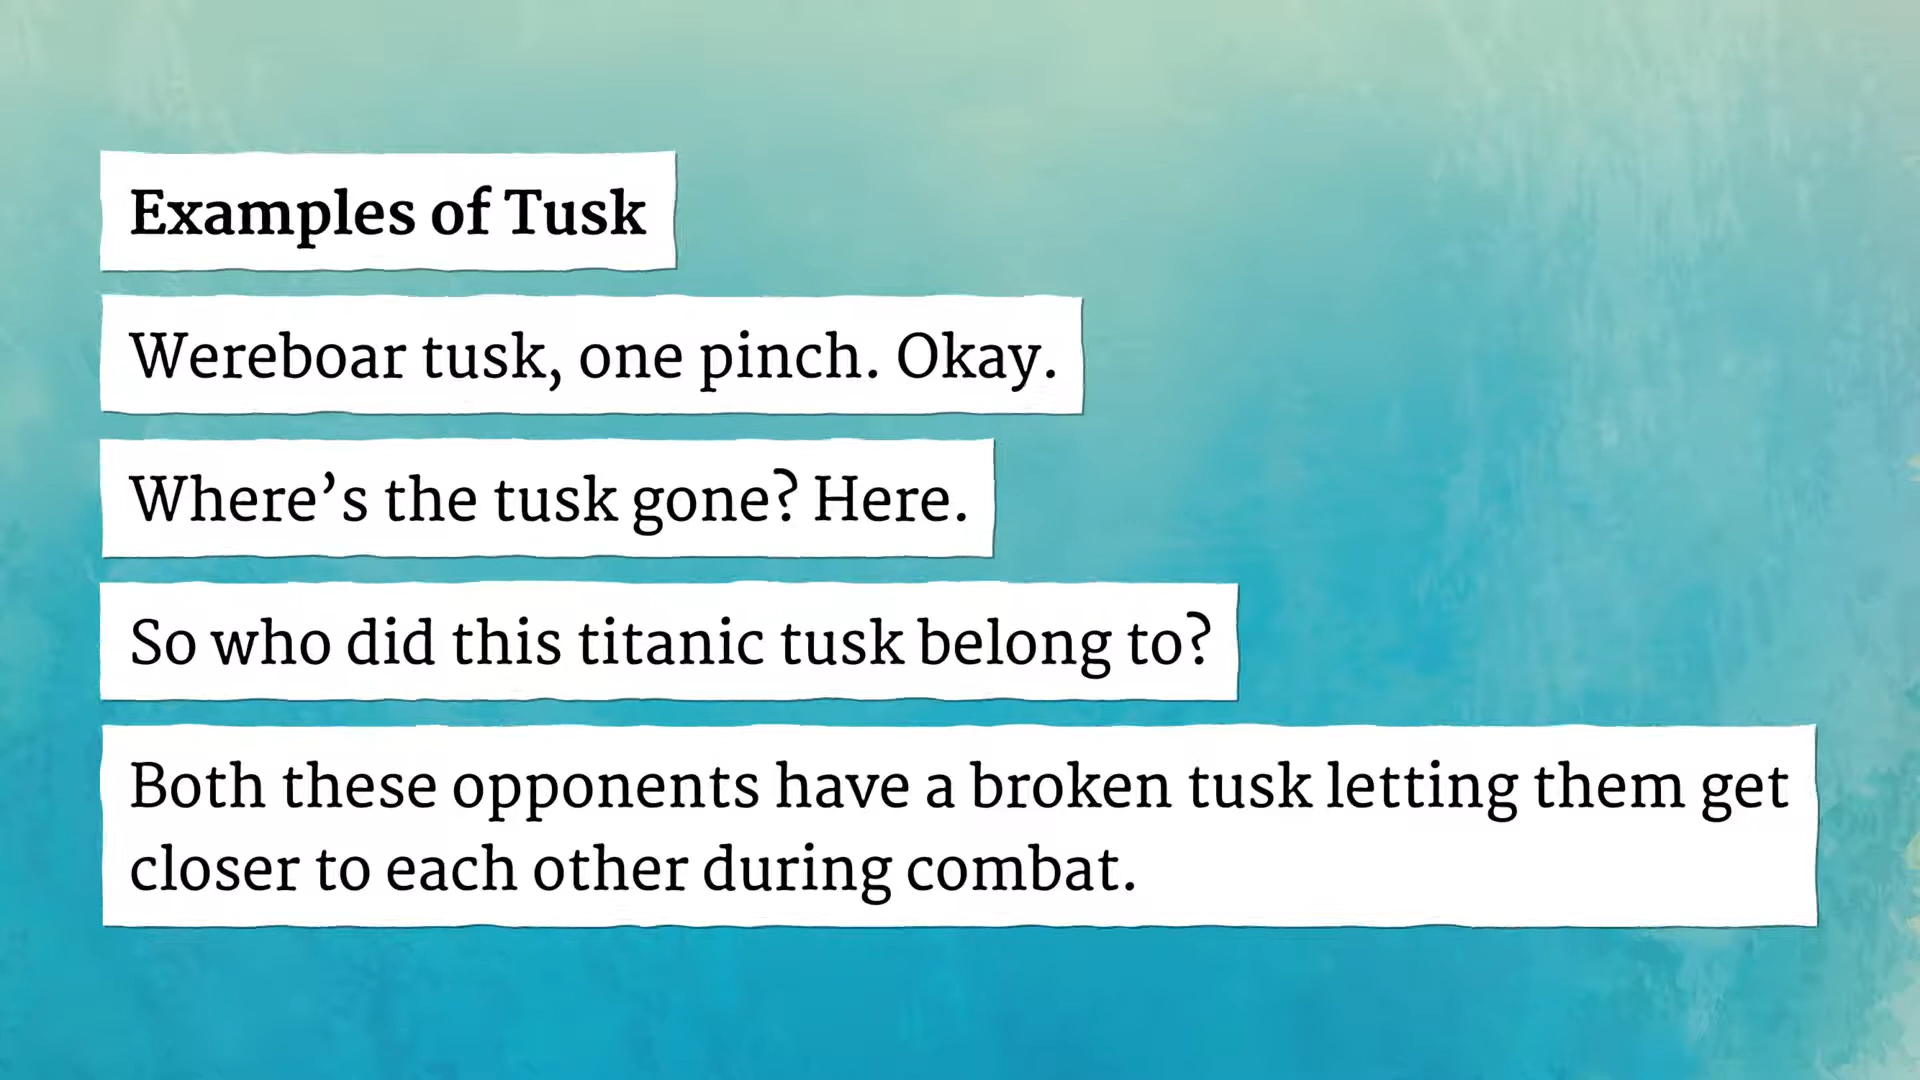 Examples of Tusk
Wereboar tusk, one pinch. Okay.
Where’s the tusk gone? Here.
So who did this titanic tusk belong to?
Both these opponents have a broken tusk letting them get
closer to each other during combat.